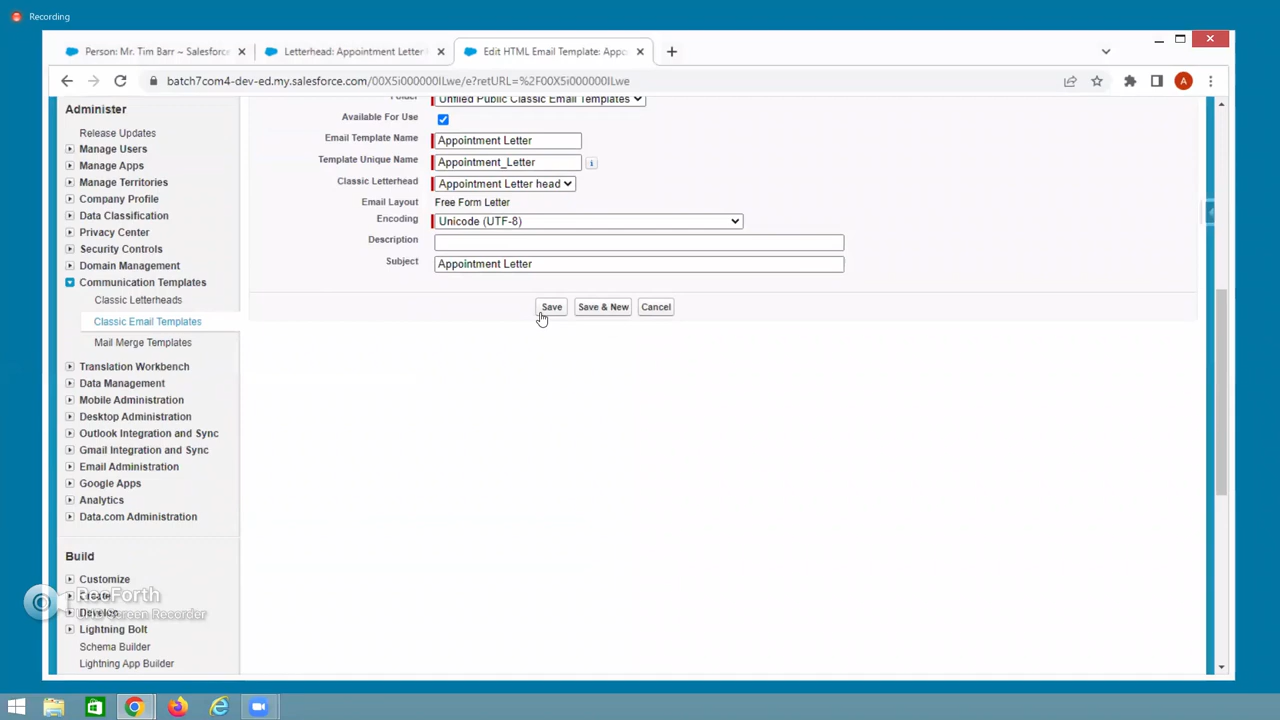 Recording
Person: Mr. Tim Barr ~ Salesforce
Letterhead: Appointment Letter
Edit HTML Email Template: Appo
batch7com4-dev-ed.my.salesforce.com/00X5i000000ILwe/e?retURL=%2F00X5i000000ILwe
A
Administer
Release Updates
Manage Users
Manage Apps
Manage Territories
Company Profile
Data Classification
Privacy Center
Security Controls
Domain Management
Communication Templates
Classic Letterheads
Classic Email Templates
Mail Merge Templates
Translation Workbench
Data Management
Mobile Administration
Desktop Administration
Outlook Integration and Sync
Gmail Integration and Sync
Email Administration
Google Apps
Analytics
Data.com Administration
Build
Customize
Create
Develop
Lightning Bolt
Schema Builder
Lightning App Builder
Folder Unfiled Public Classic Email Templates
Available For Use
Email Template Name Appointment Letter
Template Unique Name Appointment_Letter
Classic Letterhead Appointment Letter head
Email Layout Free Form Letter
Encoding Unicode (UTF-8)
Description
Subject Appointment Letter
Save Save & New Cancel
RecForth
Screen Recorder